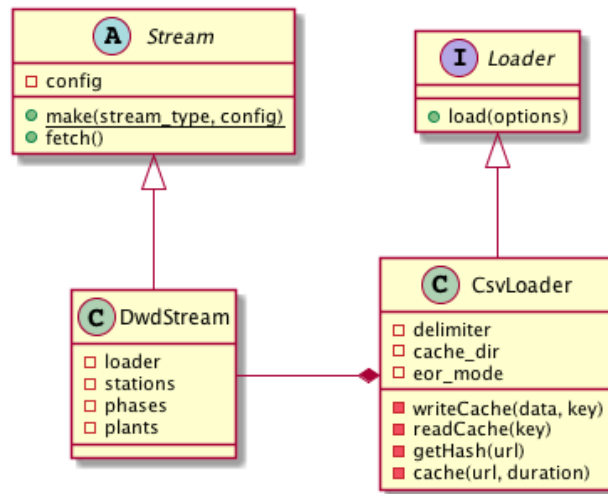 A Stream
config
make(stream_type, config)
fetch()
I Loader
load(options)
C DwdStream
loader
stations
phases
plants
C CsvLoader
delimiter
cache_dir
eor_mode
writeCache(data, key)
readCache(key)
getHash(url)
cache(url, duration)